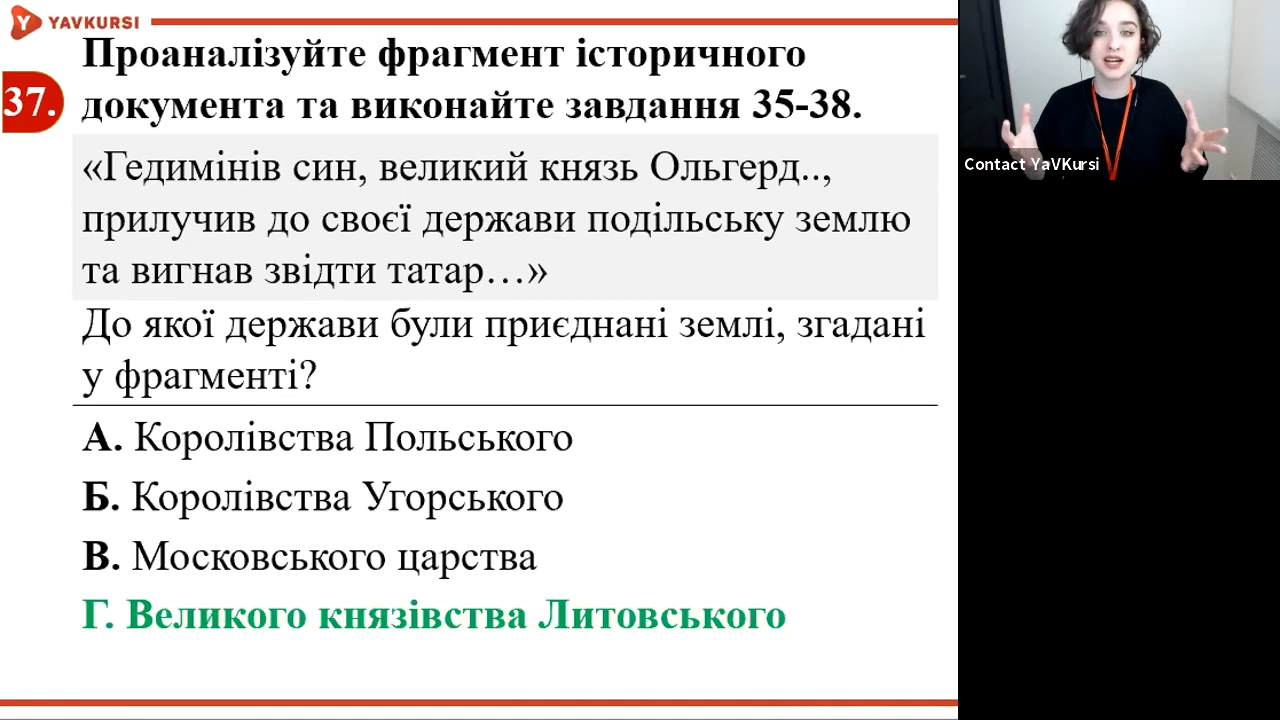 YAVKURSI
37.
Проаналізуйте фрагмент історичного
документа та виконайте завдання 35-38.
«Гедимінів син, великий князь Ольгерд..,
прилучив до своєї держави подільську землю
та вигнав звідти татар…»
До якої держави були приєднані землі, згадані
у фрагменті?
А. Королівства Польського
Б. Королівства Угорського
В. Московського царства
Г. Великого князівства Литовського
Contact YaVKursi